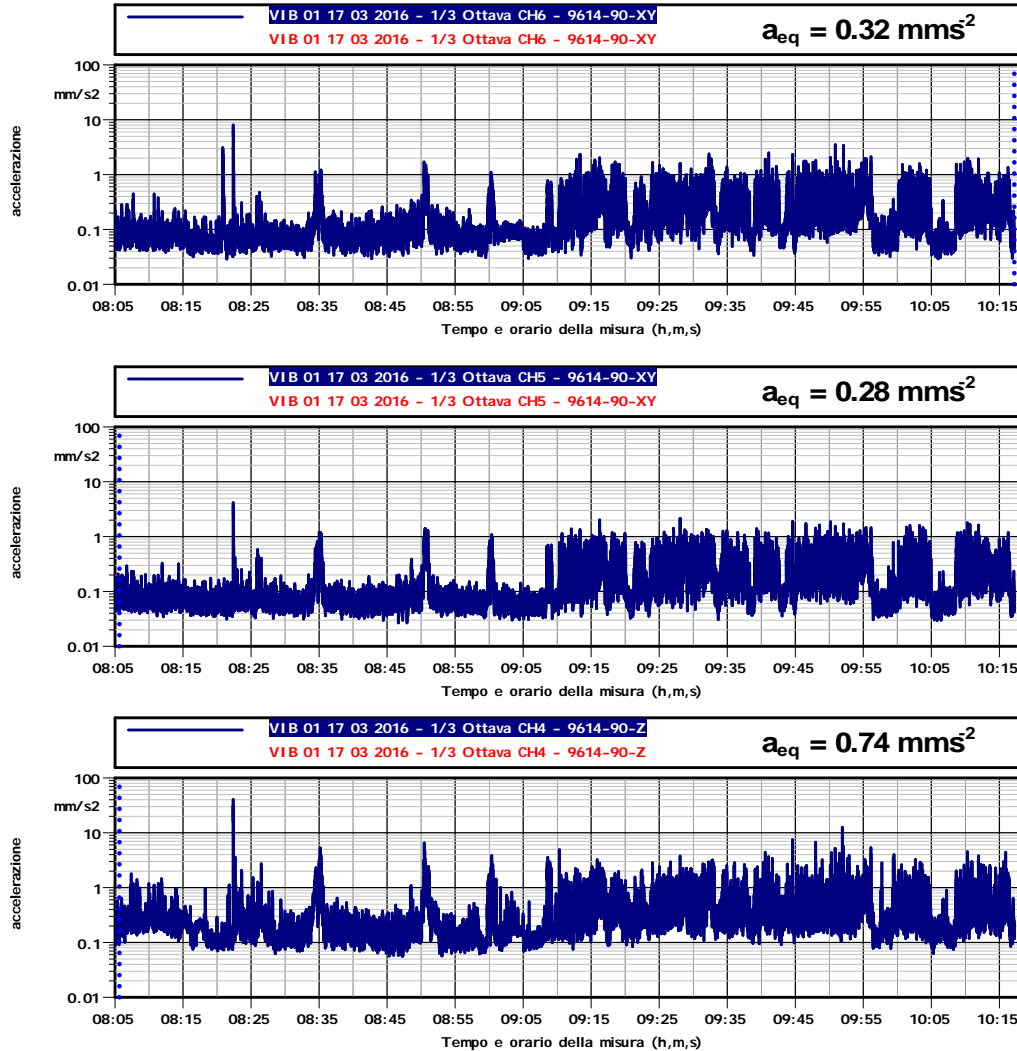 VIB 01 17 03 2016 - 1/3 Ottava CH6 - 9614-90-XY
VIB 01 17 03 2016 - 1/3 Ottava CH6 - 9614-90-XY
aeq = 0.32 mms-2
100
mm/s2
10
1
0.1
0.01
accelerazione
08:05 08:15 08:25 08:35 08:45 08:55 09:05 09:15 09:25 09:35 09:45 09:55 10:05 10:15
Tempo e orario della misura (h,m,s)
VIB 01 17 03 2016 - 1/3 Ottava CH5 - 9614-90-XY
VIB 01 17 03 2016 - 1/3 Ottava CH5 - 9614-90-XY
aeq = 0.28 mms-2
100
mm/s2
10
1
0.1
0.01
accelerazione
08:05 08:15 08:25 08:35 08:45 08:55 09:05 09:15 09:25 09:35 09:45 09:55 10:05 10:15
Tempo e orario della misura (h,m,s)
VIB 01 17 03 2016 - 1/3 Ottava CH4 - 9614-90-Z
VIB 01 17 03 2016 - 1/3 Ottava CH4 - 9614-90-Z
aeq = 0.74 mms-2
100
mm/s2
10
1
0.1
0.01
accelerazione
08:05 08:15 08:25 08:35 08:45 08:55 09:05 09:15 09:25 09:35 09:45 09:55 10:05 10:15
Tempo e orario della misura (h,m,s)